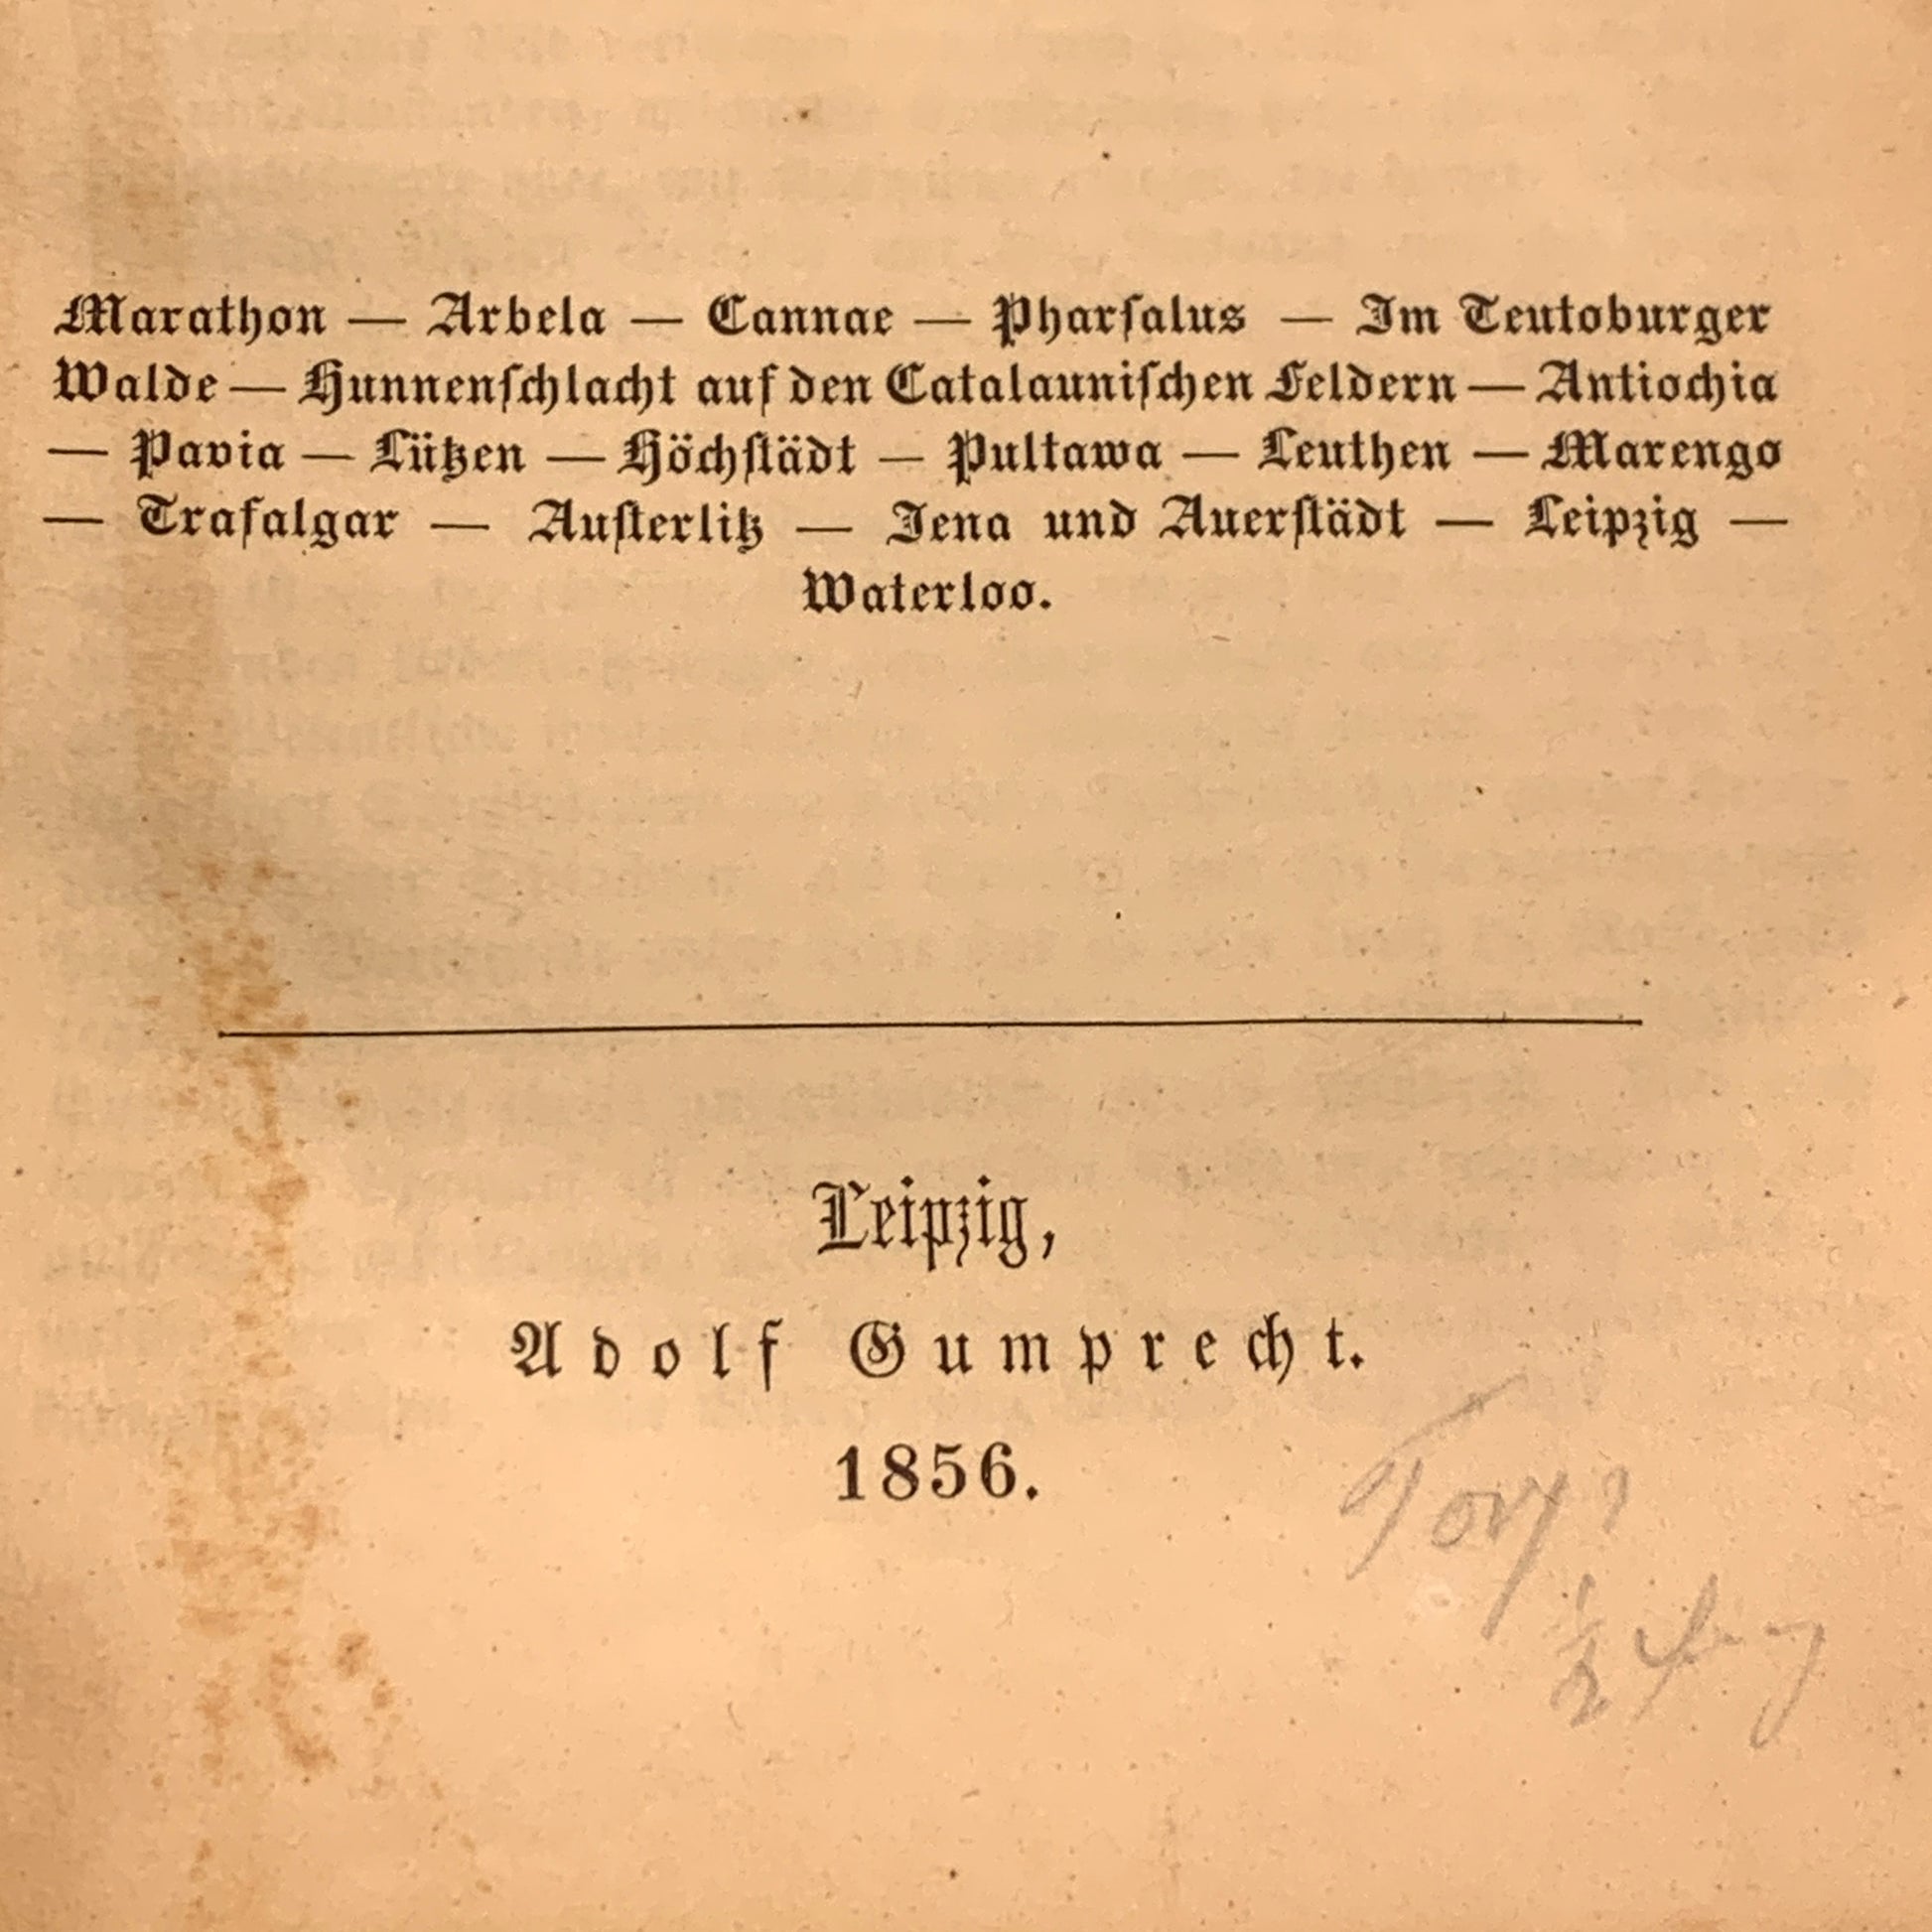 Marathon — Arbela — Cannae — Pharſalus — Im Teutoburger
Walde — Hunnenſchlacht auf den Catalauniſchen Feldern — Antiochia
— Pavia — Lützen — Höchſtädt — Pultawa — Leuthen — Marengo
— Trafalgar — Auſterlitz — Jena und Auerſtädt — Leipzig —
Waterloo.
Leipzig,
Adolf Gumprecht.
1856.